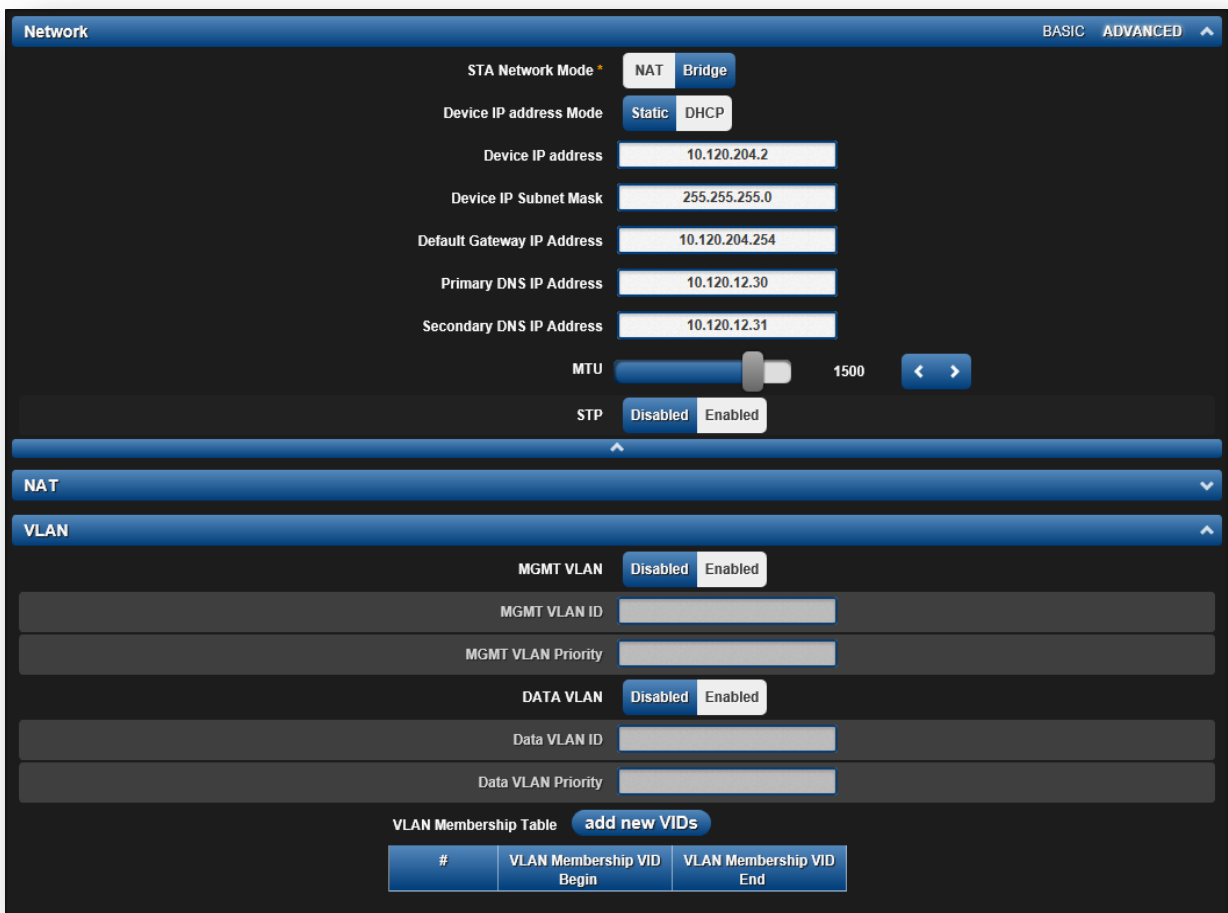 Network BASIC ADVANCED
STA Network Mode * NAT Bridge
Device IP address Mode Static DHCP
Device IP address 10.120.204.2
Device IP Subnet Mask 255.255.255.0
Default Gateway IP Address 10.120.204.254
Primary DNS IP Address 10.120.12.30
Secondary DNS IP Address 10.120.12.31
MTU 1500
STP Disabled Enabled
NAT
VLAN
MGMT VLAN Disabled Enabled
MGMT VLAN ID
MGMT VLAN Priority
DATA VLAN Disabled Enabled
Data VLAN ID
Data VLAN Priority
VLAN Membership Table add new VIDs
# VLAN Membership VID Begin VLAN Membership VID End